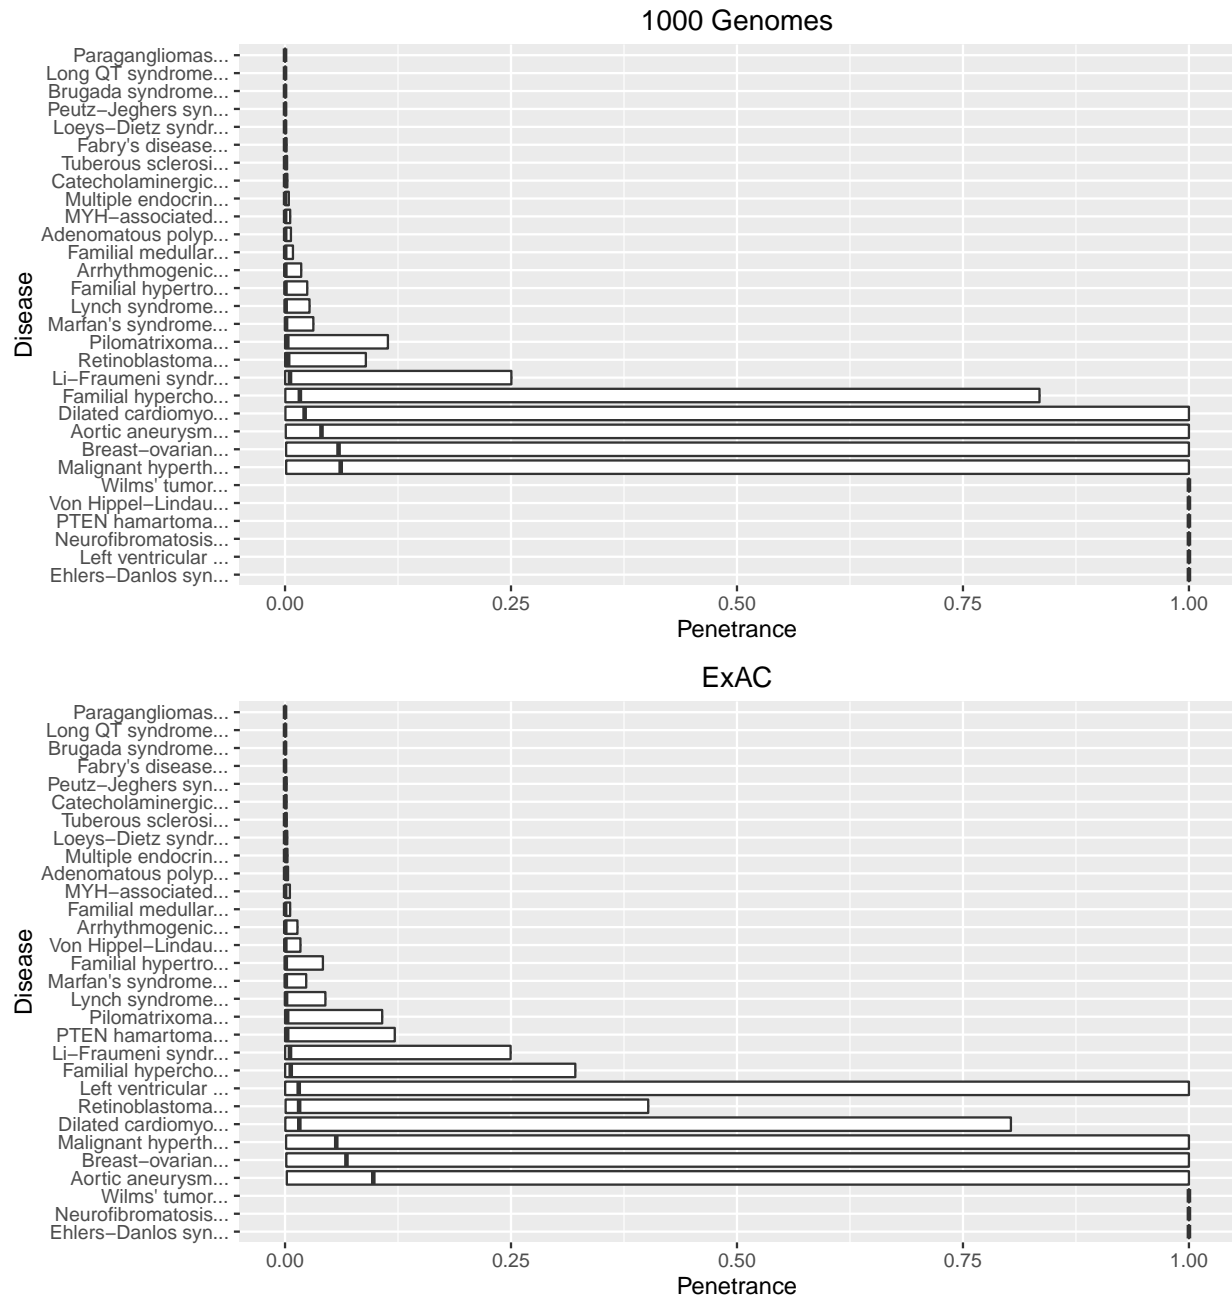 1000 Genomes
Paragangliomas...
Long QT syndrome...
Brugada syndrome...
Peutz−Jeghers syn...
Loeys−Dietz syndr...
Fabry's disease...
Tuberous sclerosi...
Catecholaminergic...
Multiple endocrin...
MYH−associated...
Adenomatous polyp...
Familial medullar...
Arrhythmogenic...
Familial hypertro...
Lynch syndrome...
Marfan's syndrome...
Pilomatrixoma...
Retinoblastoma...
Li−Fraumeni syndr...
Familial hypercho...
Dilated cardiomyo...
Aortic aneurysm...
Breast−ovarian...
Malignant hyperth...
Wilms' tumor...
Von Hippel−Lindau...
PTEN hamartoma...
Neurofibromatosis...
Left ventricular ...
Ehlers−Danlos syn...
Disease
0.00 0.25 0.50 0.75 1.00
Penetrance
ExAC
Paragangliomas...
Long QT syndrome...
Brugada syndrome...
Fabry's disease...
Peutz−Jeghers syn...
Catecholaminergic...
Tuberous sclerosi...
Loeys−Dietz syndr...
Multiple endocrin...
Adenomatous polyp...
MYH−associated...
Familial medullar...
Arrhythmogenic...
Von Hippel−Lindau...
Familial hypertro...
Marfan's syndrome...
Lynch syndrome...
Pilomatrixoma...
PTEN hamartoma...
Li−Fraumeni syndr...
Familial hypercho...
Left ventricular ...
Retinoblastoma...
Dilated cardiomyo...
Malignant hyperth...
Breast−ovarian...
Aortic aneurysm...
Wilms' tumor...
Neurofibromatosis...
Ehlers−Danlos syn...
Disease
0.00 0.25 0.50 0.75 1.00
Penetrance